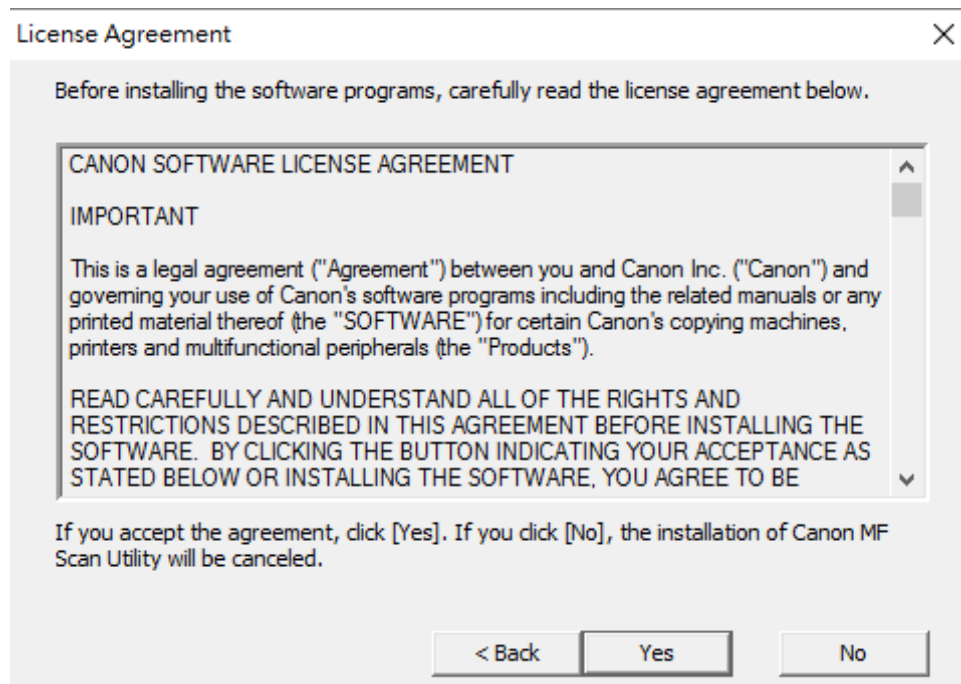 License Agreement
Before installing the software programs, carefully read the license agreement below.
CANON SOFTWARE LICENSE AGREEMENT
IMPORTANT
This is a legal agreement ("Agreement") between you and Canon Inc. ("Canon") and
governing your use of Canon's software programs including the related manuals or any
printed material thereof (the "SOFTWARE") for certain Canon's copying machines,
printers and multifunctional peripherals (the "Products").
READ CAREFULLY AND UNDERSTAND ALL OF THE RIGHTS AND
RESTRICTIONS DESCRIBED IN THIS AGREEMENT BEFORE INSTALLING THE
SOFTWARE.  BY CLICKING THE BUTTON INDICATING YOUR ACCEPTANCE AS
STATED BELOW OR INSTALLING THE SOFTWARE, YOU AGREE TO BE
If you accept the agreement, click [Yes]. If you click [No], the installation of Canon MF
Scan Utility will be canceled.
< Back Yes No